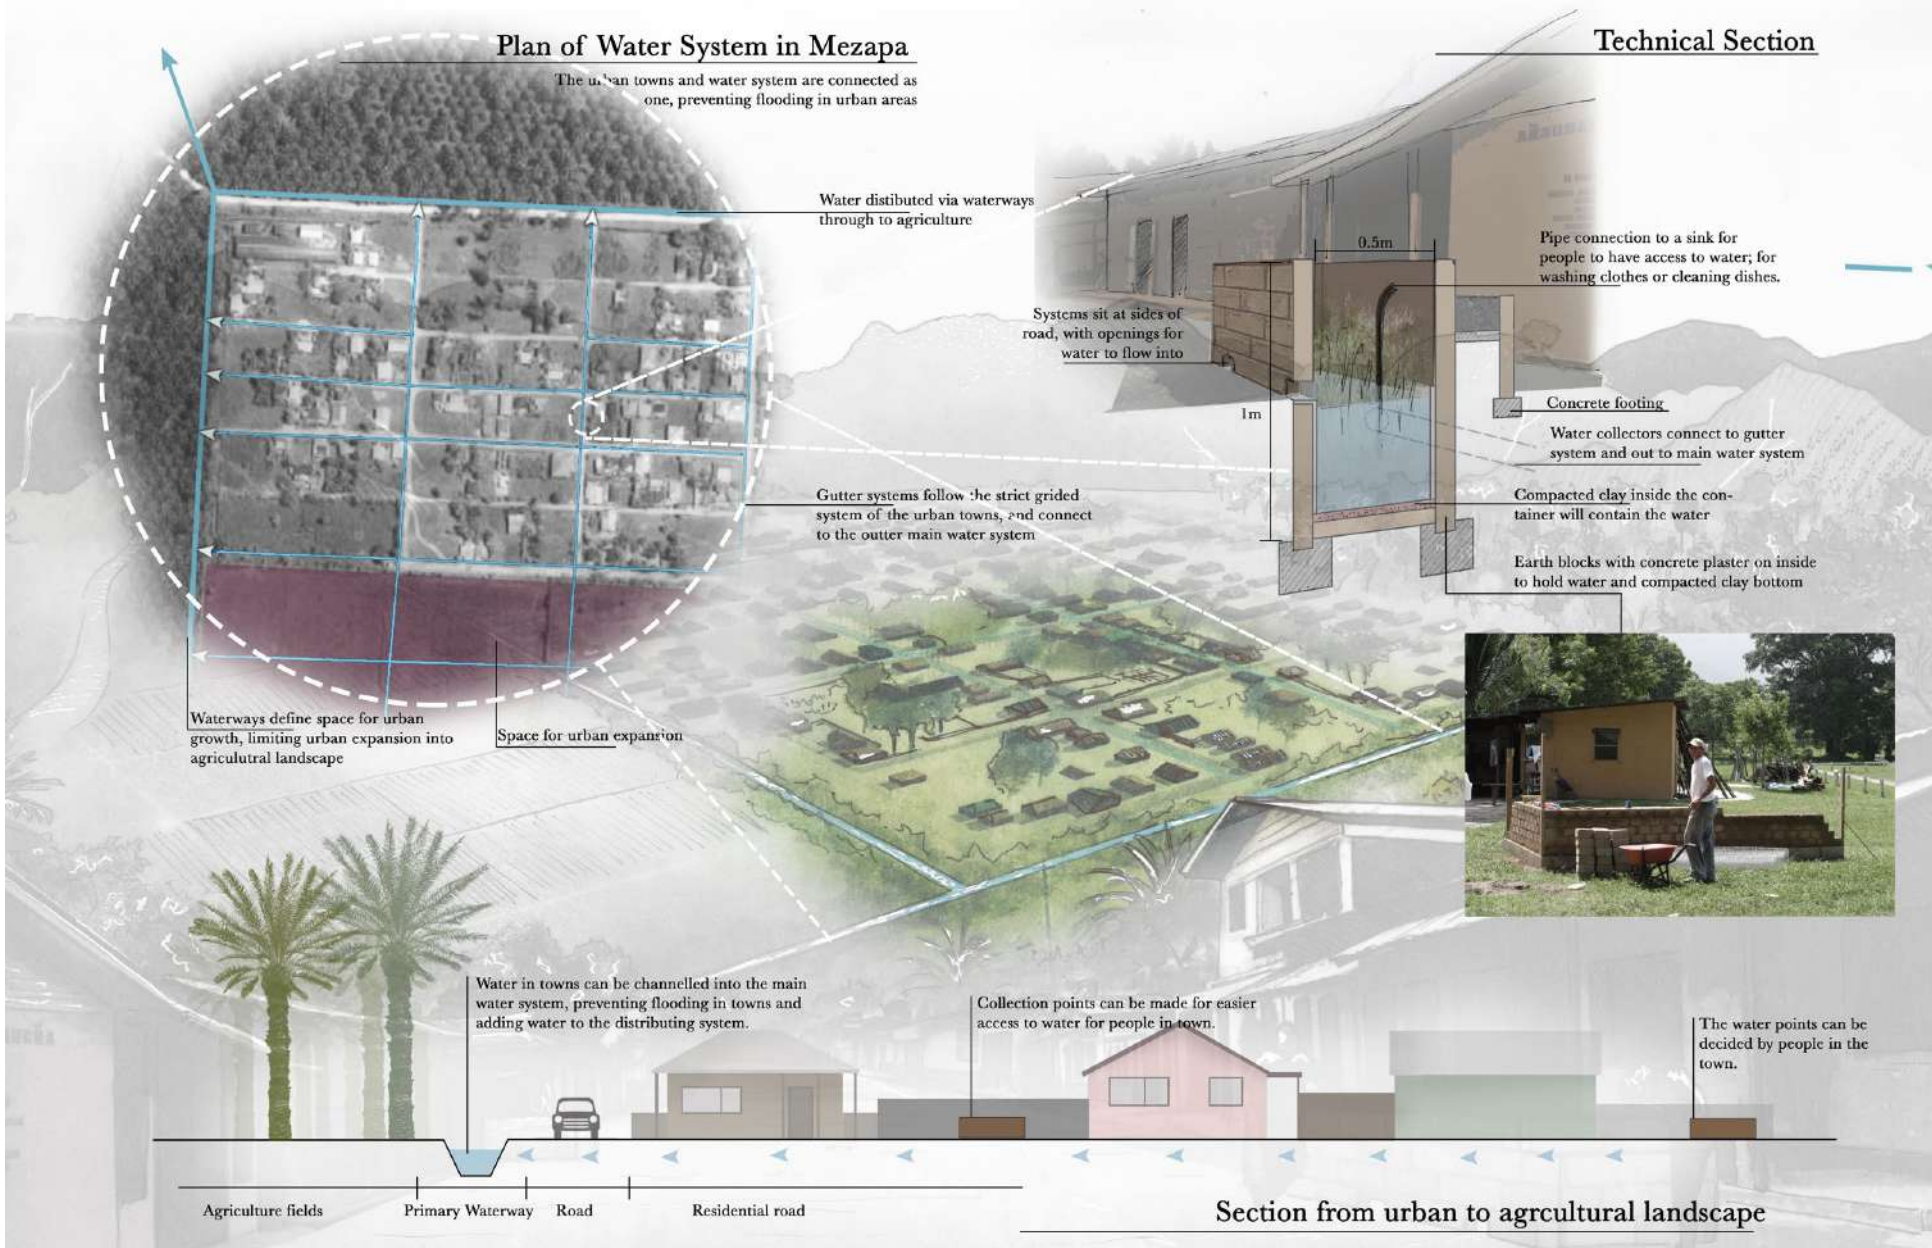 Plan of Water System in Mezapa
The urban towns and water system are connected as
one, preventing flooding in urban areas
Technical Section
Water distibuted via waterways
through to agriculture
0.5m
Pipe connection to a sink for
people to have access to water; for
washing clothes or cleaning dishes.
Systems sit at sides of
road, with openings for
water to flow into
1m
Concrete footing
Water collectors connect to gutter
system and out to main water system
Gutter systems follow the strict grided
system of the urban towns, and connect
to the outter main water system
Compacted clay inside the con-
tainer will contain the water
Earth blocks with concrete plaster on inside
to hold water and compacted clay bottom
Waterways define space for urban
growth, limiting urban expansion into
agriculutral landscape
Space for urban expansion
Water in towns can be channelled into the main
water system, preventing flooding in towns and
adding water to the distributing system.
Collection points can be made for easier
access to water for people in town.
The water points can be
decided by people in the
town.
Agriculture fields
Primary Waterway
Road
Residential road
Section from urban to agrcultural landscape